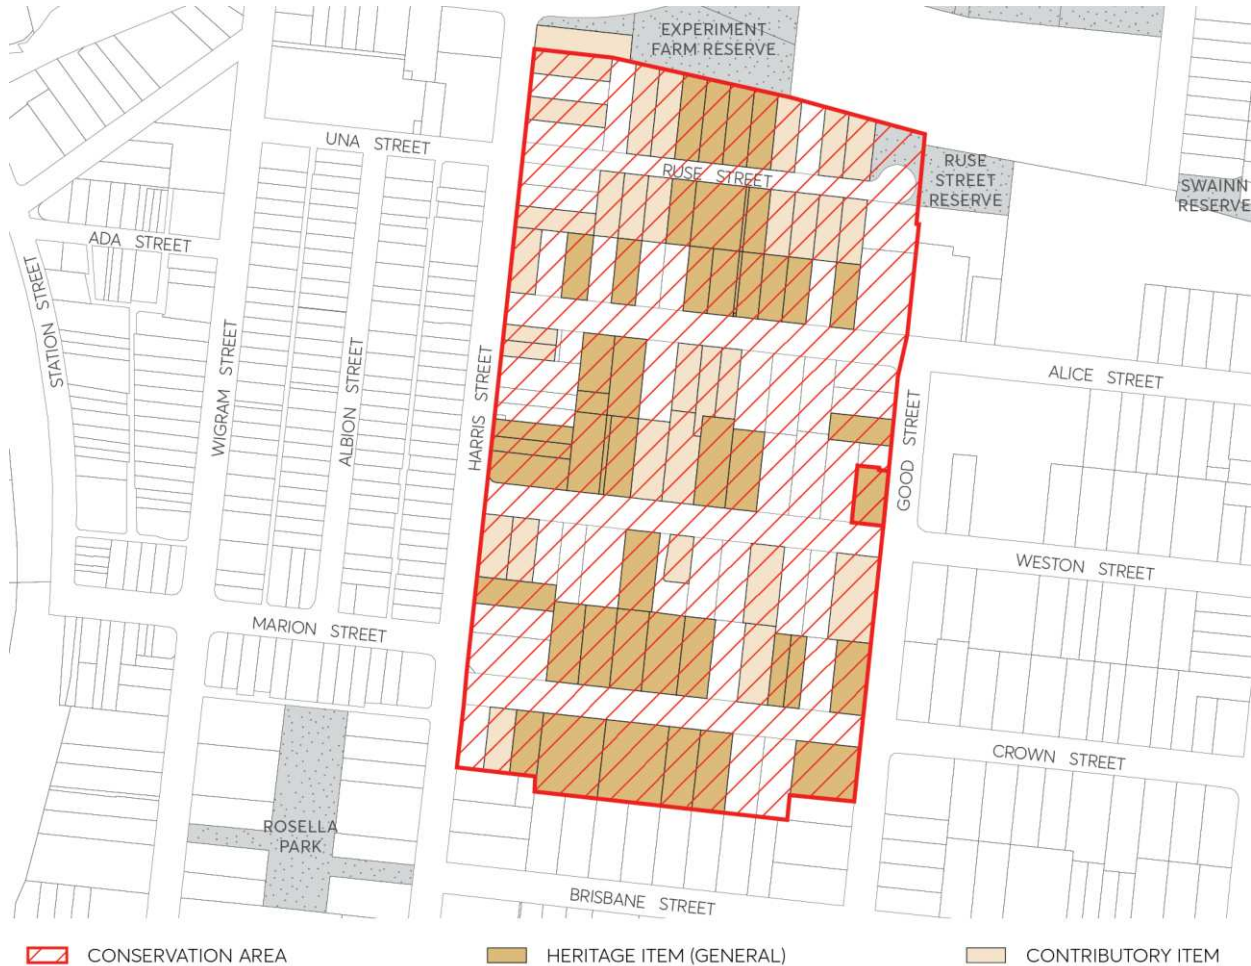 EXPERIMENT
FARM RESERVE
UNA STREET
RUSE STREET
RUSE
STREET
RESERVE
SWAINN
RESERVE
ADA STREET
STATION STREET
WIGRAM STREET
ALBION STREET
HARRIS STREET
GOOD STREET
ALICE STREET
WESTON STREET
MARION STREET
CROWN STREET
ROSELLA
PARK
BRISBANE STREET
CONSERVATION AREA
HERITAGE ITEM (GENERAL)
CONTRIBUTORY ITEM